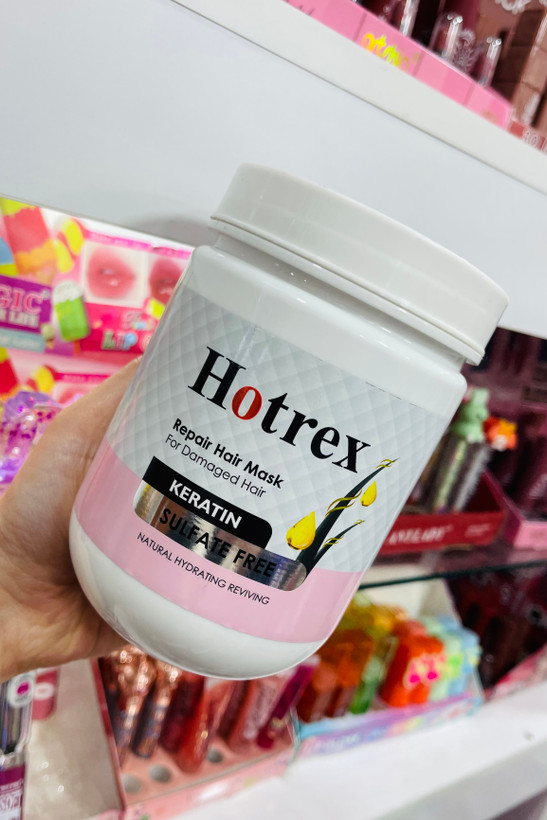 Hotrex
Repair Hair Mask
For Damaged Hair
KERATIN
SULFATE FREE
NATURAL HYDRATING REVIVING